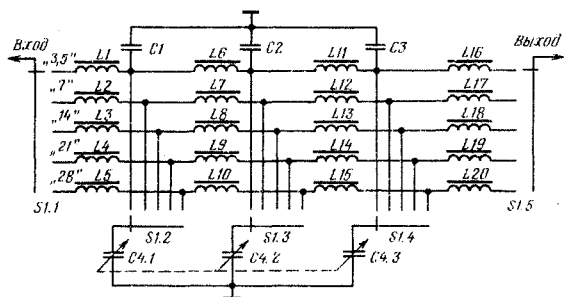 Вход
Выход
C1
C2
C3
„3,5"
L1
L6
L11
L16
„7"
L2
L7
L12
L17
„14"
L3
L8
L13
L18
„21"
L4
L9
L14
L19
„28"
L5
L10
L15
L20
S1.1
S1.2
S1.3
S1.4
S1.5
C4.1
C4.2
C4.3